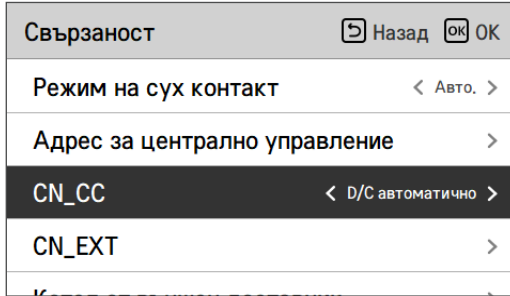 Свързаност Назад OK OK
Режим на сух контакт < Авто. >
Адрес за централно управление >
CN_CC < D/C автоматично >
CN_EXT >